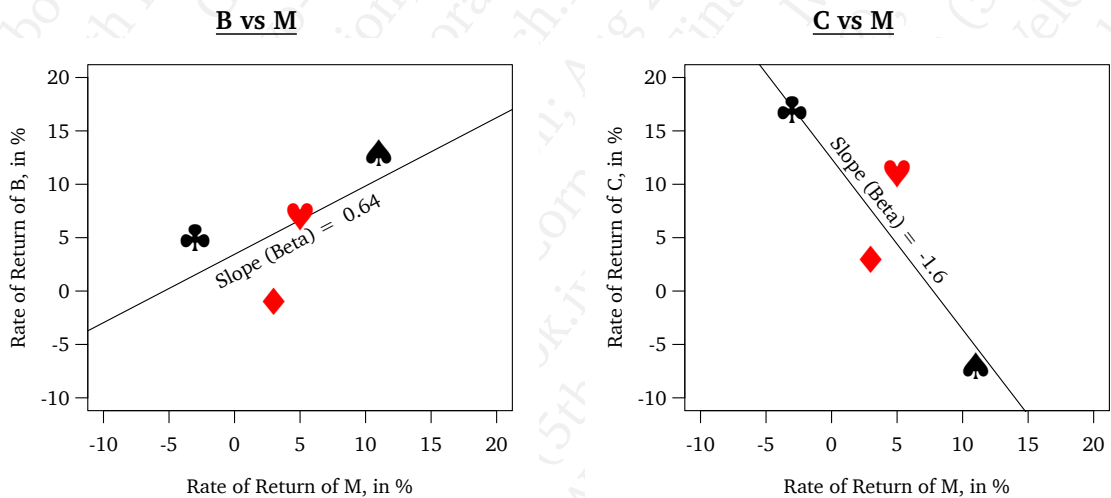 B vs M
20
15
10
5
0
-5
-10
Rate of Return of B, in %
Slope (Beta) = 0.64
-10 -5 0 5 10 15 20
Rate of Return of M, in %
C vs M
20
15
10
5
0
-5
-10
Rate of Return of C, in %
Slope (Beta) = -1.6
-10 -5 0 5 10 15 20
Rate of Return of M, in %